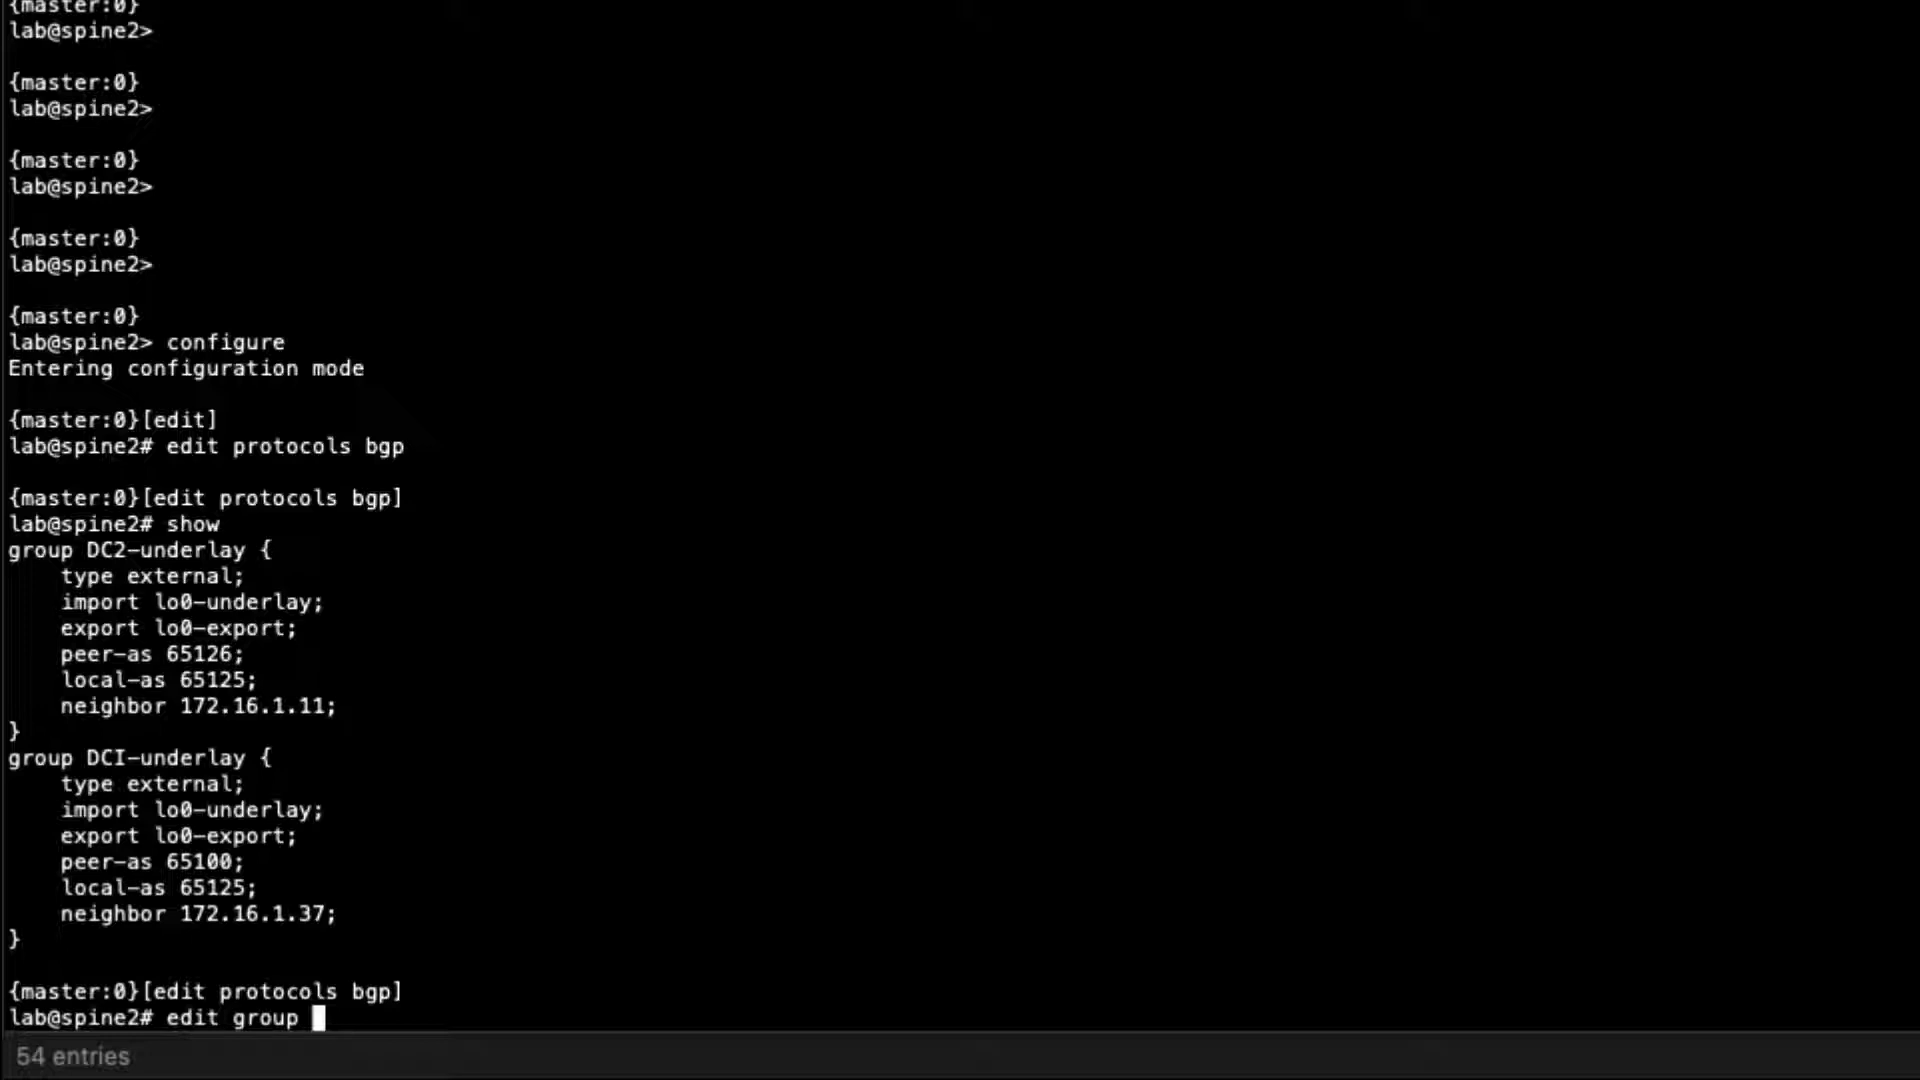 {master:0}
lab@spine2>
{master:0}
lab@spine2>
{master:0}
lab@spine2>
{master:0}
lab@spine2>
{master:0}
lab@spine2> configure
Entering configuration mode
{master:0}[edit]
lab@spine2# edit protocols bgp
{master:0}[edit protocols bgp]
lab@spine2# show
group DC2-underlay {
    type external;
    import lo0-underlay;
    export lo0-export;
    peer-as 65126;
    local-as 65125;
    neighbor 172.16.1.11;
}
group DCI-underlay {
    type external;
    import lo0-underlay;
    export lo0-export;
    peer-as 65100;
    local-as 65125;
    neighbor 172.16.1.37;
}
{master:0}[edit protocols bgp]
lab@spine2# edit group
54 entries